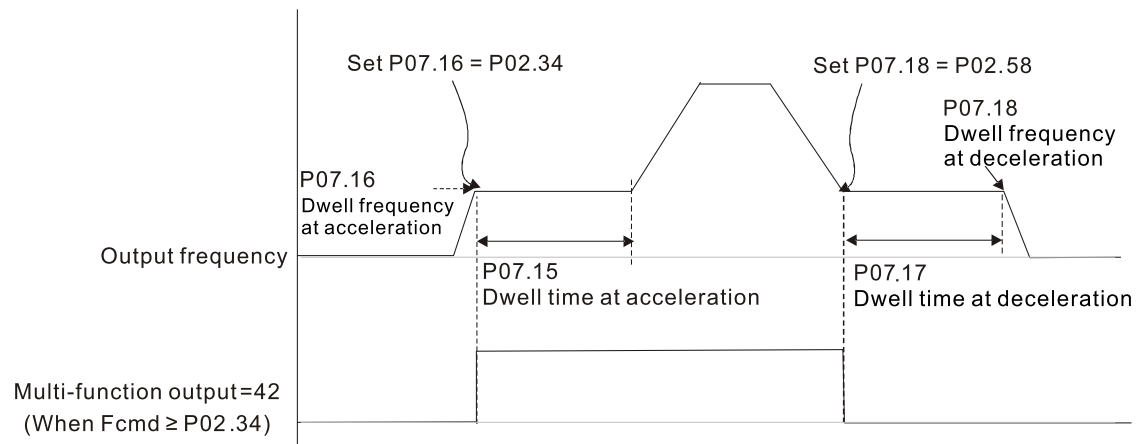 Set P07.16 = P02.34
Set P07.18 = P02.58
P07.18
Dwell frequency
at deceleration
P07.16
Dwell frequency
at acceleration
Output frequency
P07.15
Dwell time at acceleration
P07.17
Dwell time at deceleration
Multi-function output=42
(When Fcmd ≥ P02.34)